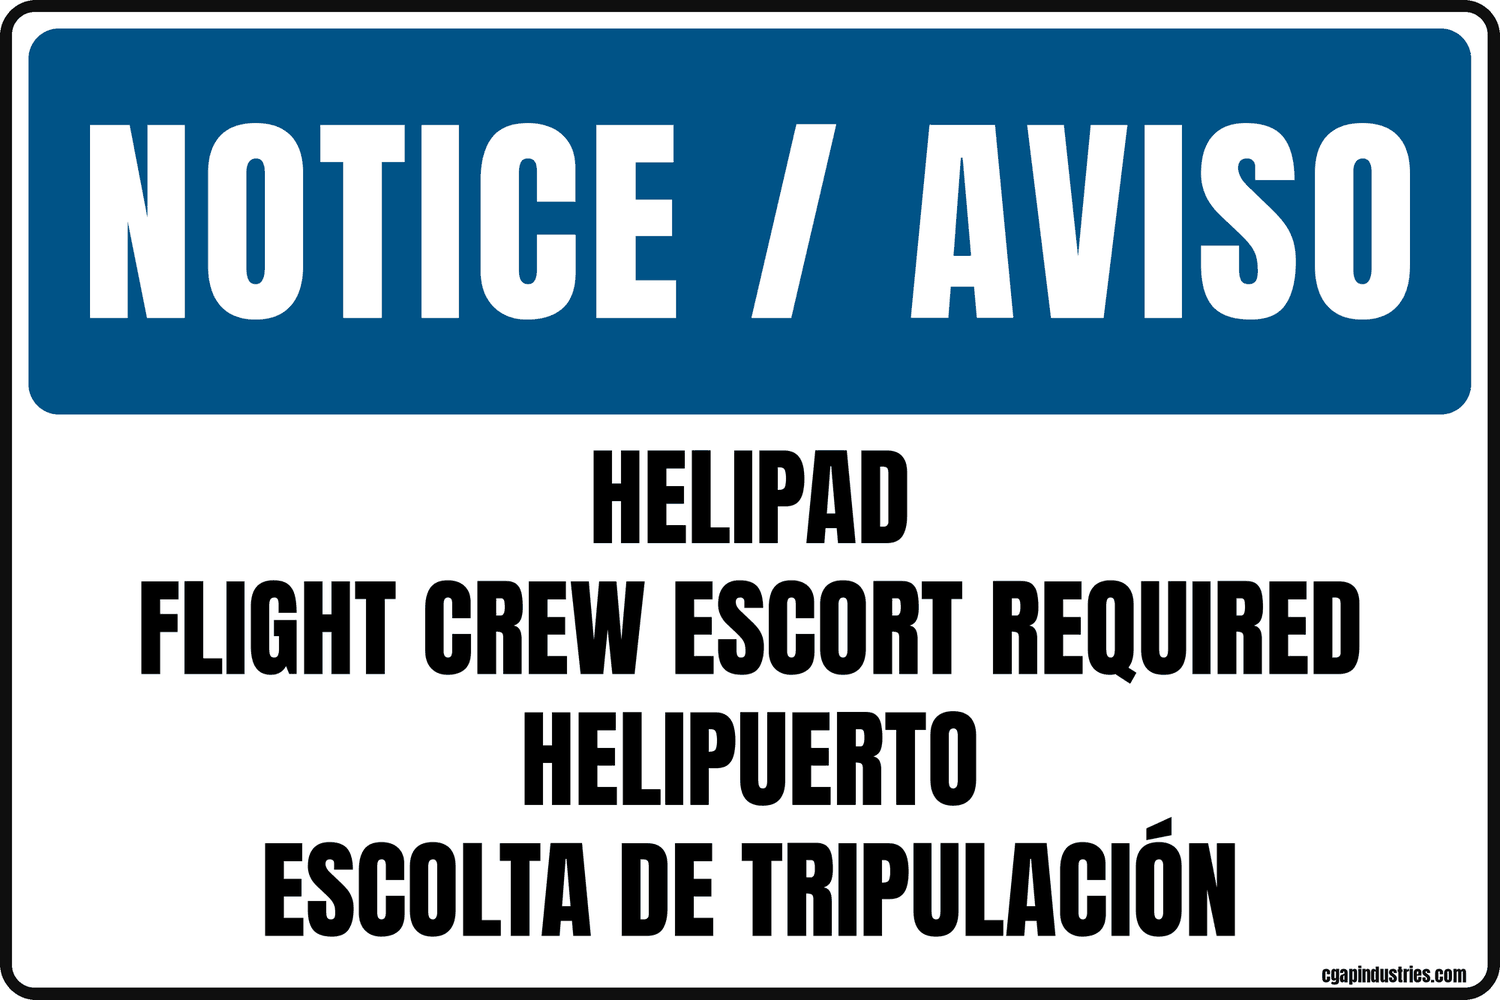 NOTICE / AVISO
HELIPAD
FLIGHT CREW ESCORT REQUIRED
HELIPUERTO
ESCOLTA DE TRIPULACIÓN
cgapindustries.com